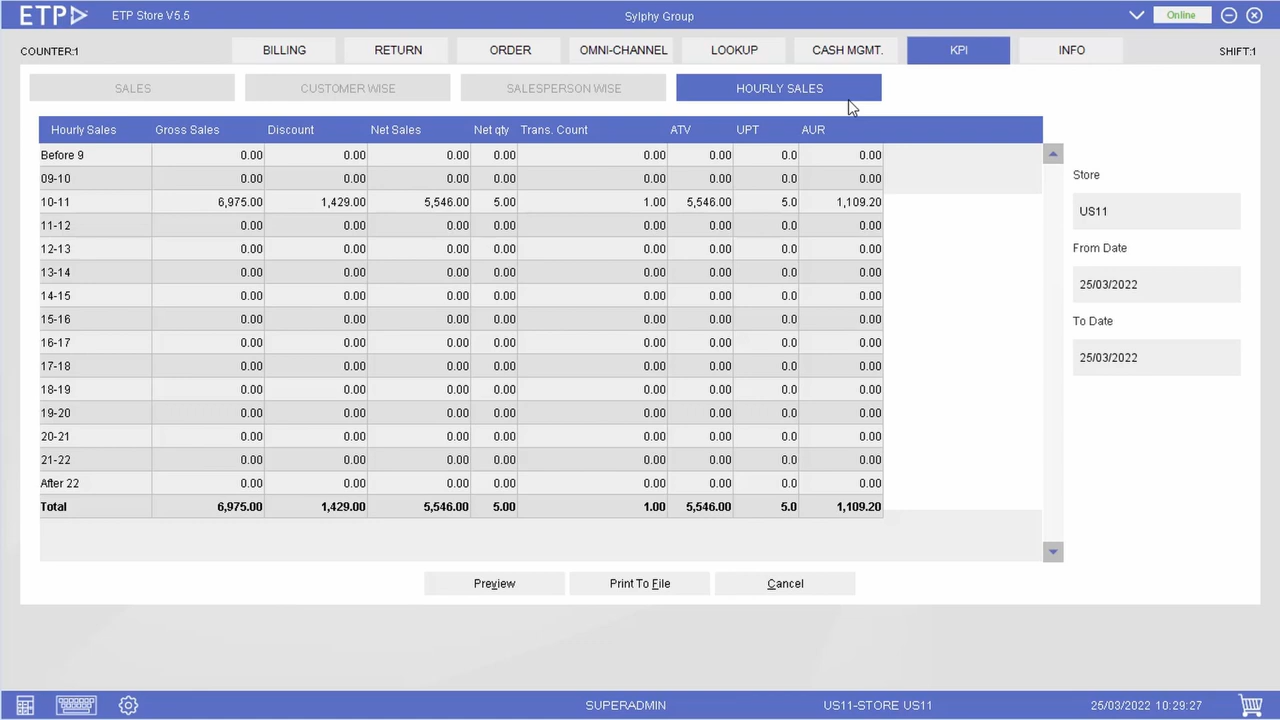 ETP ETP Store V5.5 Sylphy Group Online
COUNTER:1 BILLING RETURN ORDER OMNI-CHANNEL LOOKUP CASH MGMT. KPI INFO SHIFT:1
SALES CUSTOMER WISE SALESPERSON WISE HOURLY SALES
Hourly Sales Gross Sales Discount Net Sales Net qty Trans. Count ATV UPT AUR
Before 9 0.00 0.00 0.00 0.00 0.00 0.00 0.0 0.00
09-10 0.00 0.00 0.00 0.00 0.00 0.00 0.0 0.00
10-11 6,975.00 1,429.00 5,546.00 5.00 1.00 5,546.00 5.0 1,109.20
11-12 0.00 0.00 0.00 0.00 0.00 0.00 0.0 0.00
12-13 0.00 0.00 0.00 0.00 0.00 0.00 0.0 0.00
13-14 0.00 0.00 0.00 0.00 0.00 0.00 0.0 0.00
14-15 0.00 0.00 0.00 0.00 0.00 0.00 0.0 0.00
15-16 0.00 0.00 0.00 0.00 0.00 0.00 0.0 0.00
16-17 0.00 0.00 0.00 0.00 0.00 0.00 0.0 0.00
17-18 0.00 0.00 0.00 0.00 0.00 0.00 0.0 0.00
18-19 0.00 0.00 0.00 0.00 0.00 0.00 0.0 0.00
19-20 0.00 0.00 0.00 0.00 0.00 0.00 0.0 0.00
20-21 0.00 0.00 0.00 0.00 0.00 0.00 0.0 0.00
21-22 0.00 0.00 0.00 0.00 0.00 0.00 0.0 0.00
After 22 0.00 0.00 0.00 0.00 0.00 0.00 0.0 0.00
Total 6,975.00 1,429.00 5,546.00 5.00 1.00 5,546.00 5.0 1,109.20
Store
US11
From Date
25/03/2022
To Date
25/03/2022
Preview Print To File Cancel
SUPERADMIN US11-STORE US11 25/03/2022 10:29:27